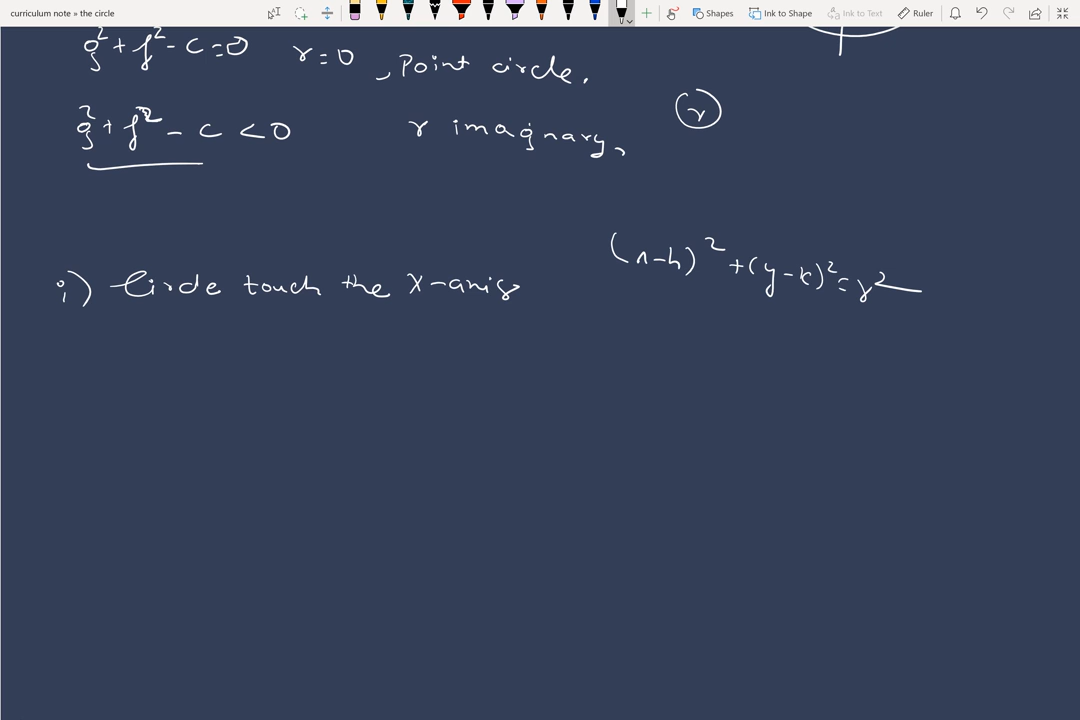 curriculum note » the circle
Shapes Ink to Shape Ink to Text Ruler
g²+f²-c=0 r=0 , Point circle.
g²+f²-c<0 r imaginary,
r
(x-h)²+(y-k)²=r²
i) Circle touch the X-axis